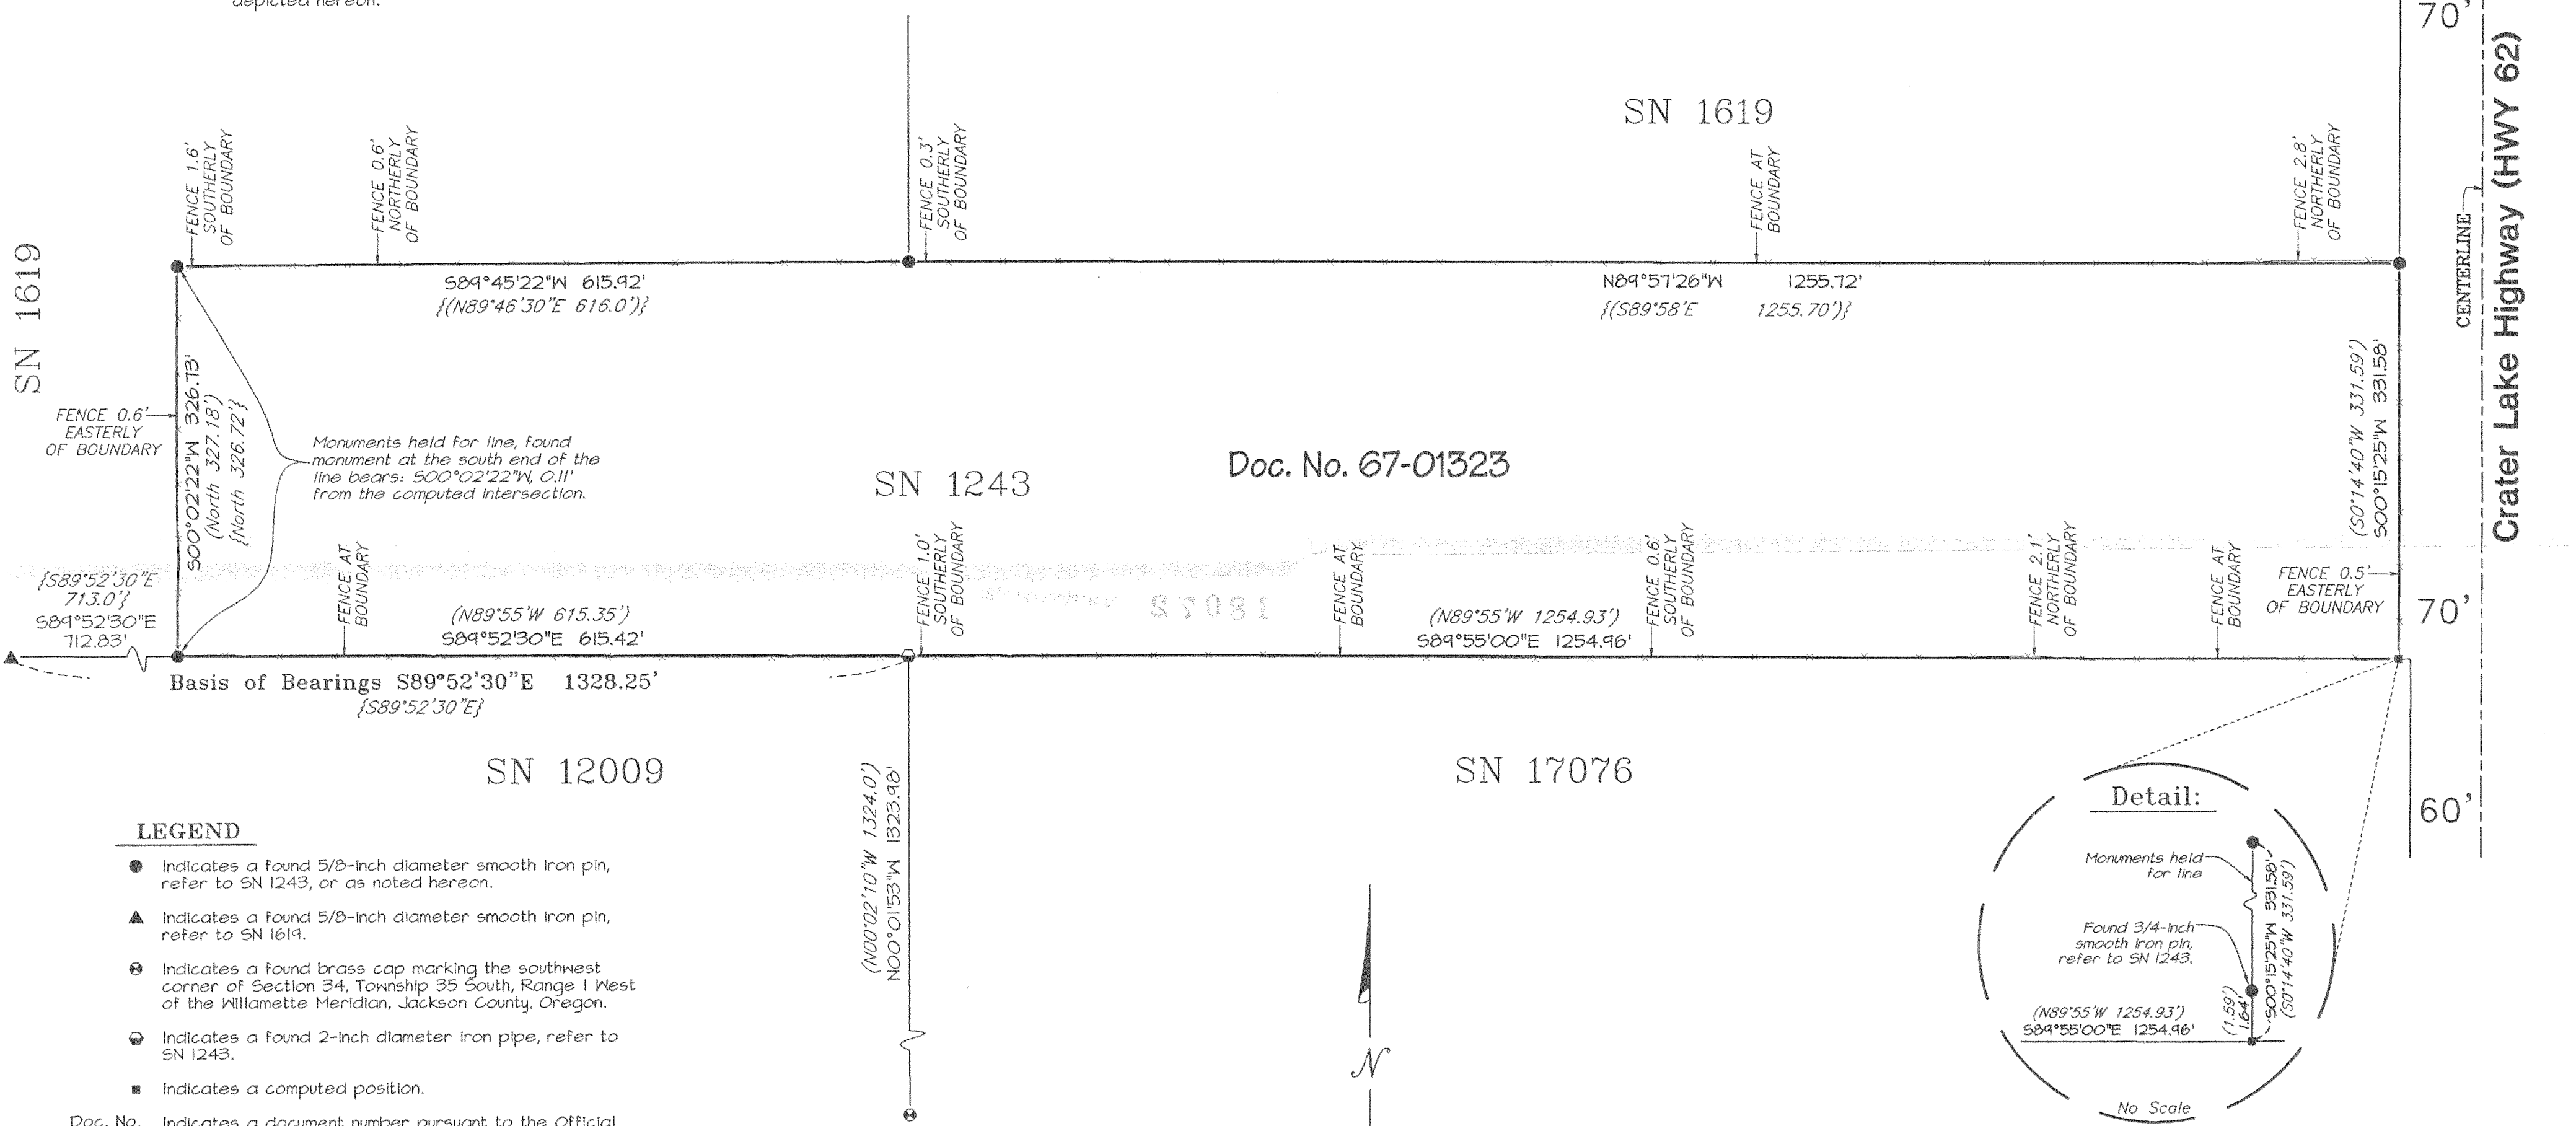 depicted hereon.
70'
SN 1619
FENCE 1.6'
SOUTHERLY
OF BOUNDARY
FENCE 0.6'
NORTHERLY
OF BOUNDARY
FENCE 0.3'
SOUTHERLY
OF BOUNDARY
FENCE AT
BOUNDARY
FENCE 2.8'
NORTHERLY
OF BOUNDARY
CENTERLINE
Crater Lake Highway (HWY 62)
SN 1619
S89°45'22"W 615.92'
{(N89°46'30"E 616.0')}
N89°57'26"W 1255.72'
{(S89°58'E 1255.70')}
FENCE 0.6'
EASTERLY
OF BOUNDARY
S00°02'22"W 326.73'
(North 327.18')
{North 326.72'}
Monuments held for line, found
monument at the south end of the
line bears: S00°02'22"W, 0.11'
from the computed intersection.
SN 1243
Doc. No. 67-01323
(S0°14'40"W 331.59')
S00°15'25"W 331.58'
{S89°52'30"E
713.0'}
S89°52'30"E
712.83'
FENCE AT
BOUNDARY
(N89°55'W 615.35')
S89°52'30"E 615.42'
FENCE 1.0'
SOUTHERLY
OF BOUNDARY
18078
FENCE AT
BOUNDARY
(N89°55'W 1254.93')
S89°55'00"E 1254.96'
FENCE 0.6'
SOUTHERLY
OF BOUNDARY
FENCE 2.1'
NORTHERLY
OF BOUNDARY
FENCE AT
BOUNDARY
FENCE 0.5'
EASTERLY
OF BOUNDARY
70'
Basis of Bearings S89°52'30"E 1328.25'
{S89°52'30"E}
SN 12009
SN 17076
60'
(N00°02'10"W 1324.0')
N00°01'53"W 1323.98'
LEGEND
Indicates a found 5/8-inch diameter smooth iron pin,
refer to SN 1243, or as noted hereon.
Indicates a found 5/8-inch diameter smooth iron pin,
refer to SN 1619.
Indicates a found brass cap marking the southwest
corner of Section 34, Township 35 South, Range 1 West
of the Willamette Meridian, Jackson County, Oregon.
Indicates a found 2-inch diameter iron pipe, refer to
SN 1243.
Indicates a computed position.
Doc. No. Indicates a document number pursuant to the Official
N
Detail:
Monuments held
for line
Found 3/4-inch
smooth iron pin,
refer to SN 1243.
S00°15'25"W 331.58'
(S0°14'40"W 331.59')
(1.59')
1.64'
(N89°55'W 1254.93')
S89°55'00"E 1254.96'
No Scale